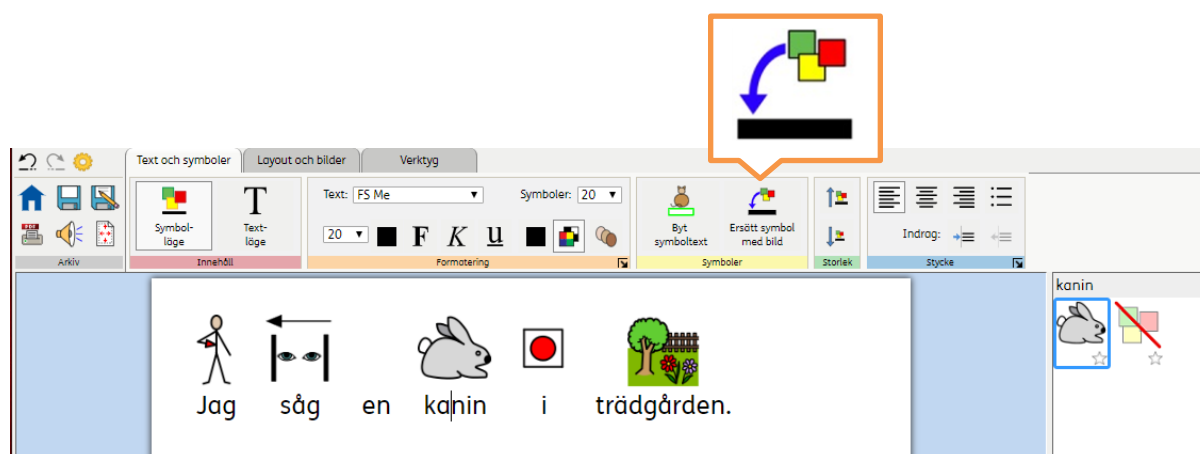 Text och symboler
Layout och bilder
Verktyg
PDF
Symbol-
läge
T
Text-
läge
Text: FS Me
Symboler: 20
20
F K u
Byt
symboltext
Ersätt symbol
med bild
Indrag:
Arkiv
Innehåll
Formatering
Symboler
Storlek
Stycke
kanin
Jag såg en kanin i trädgården.